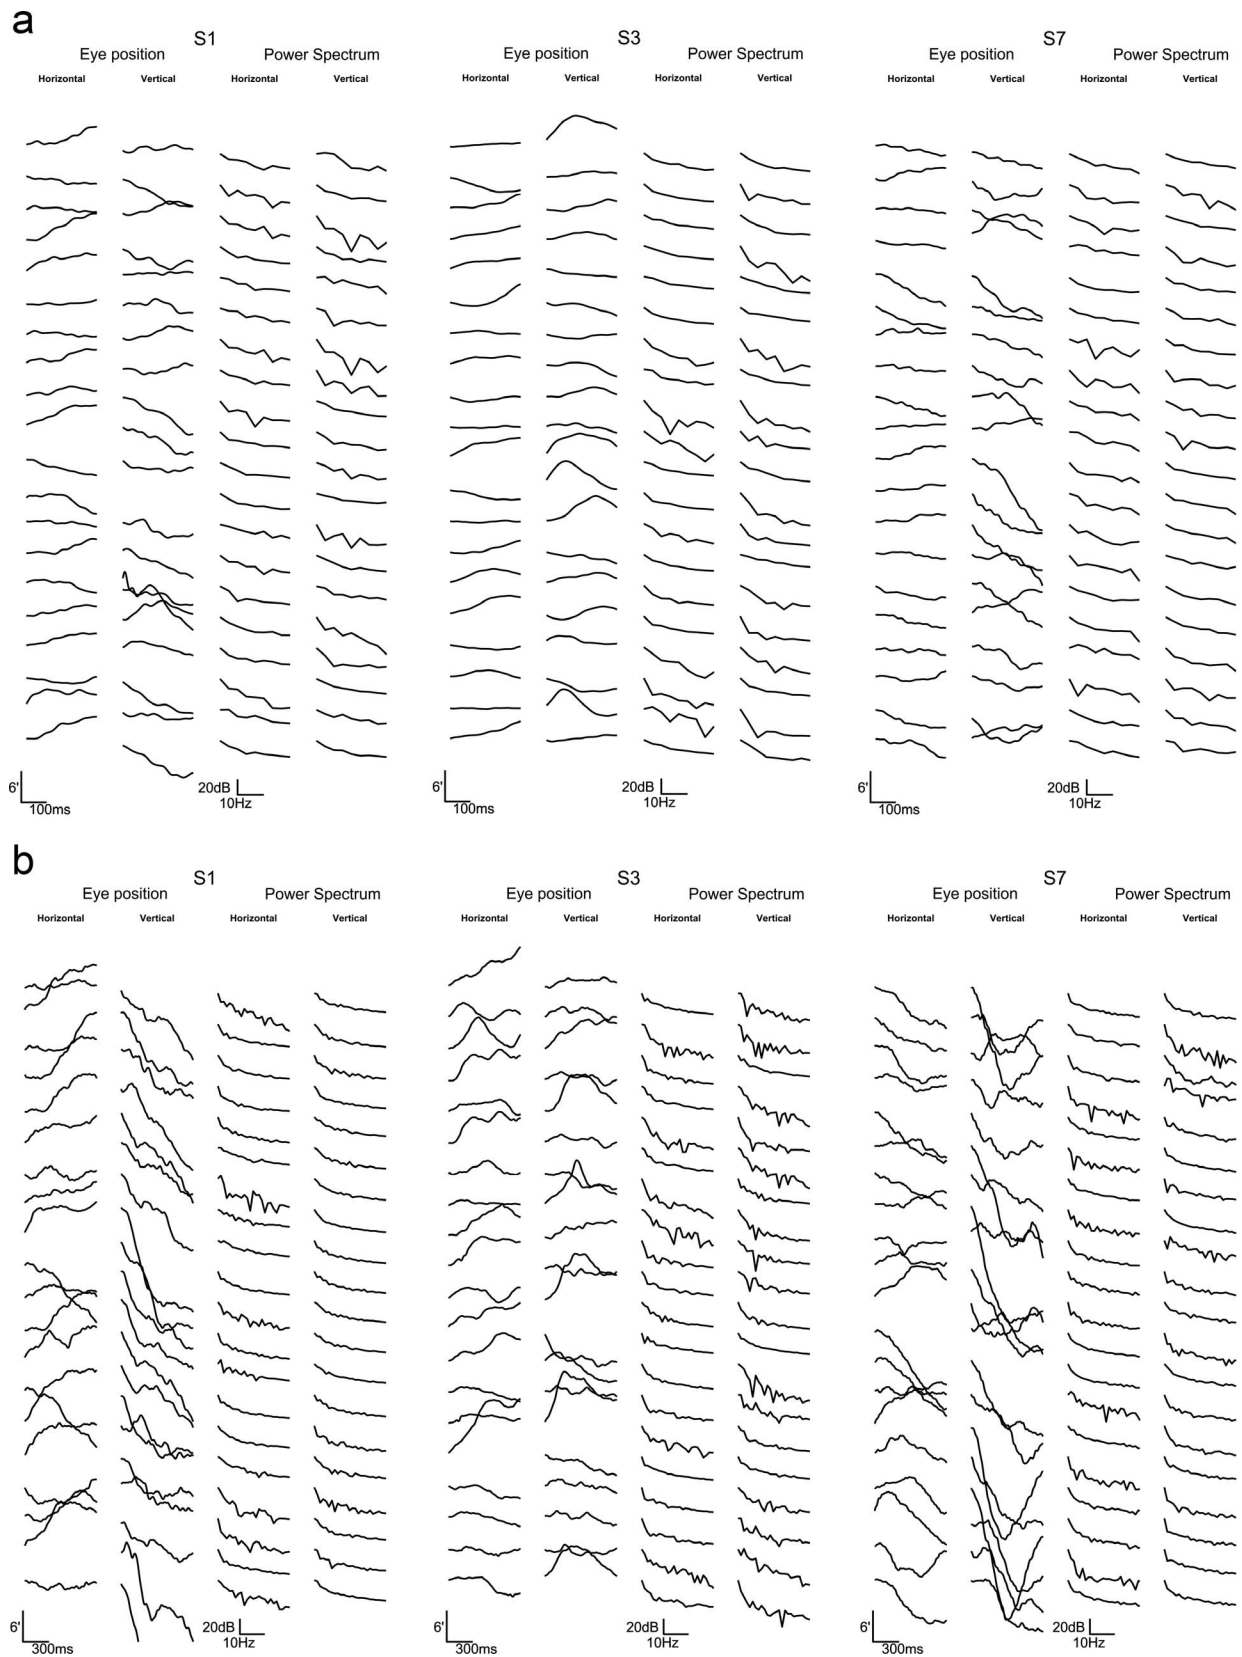 a
S1 S3 S7
Eye position Power Spectrum Eye position Power Spectrum Eye position Power Spectrum
Horizontal Vertical Horizontal Vertical Horizontal Vertical Horizontal Vertical Horizontal Vertical Horizontal Vertical
6' 20dB 6' 20dB 6' 20dB
100ms 10Hz 100ms 10Hz 100ms 10Hz
b
S1 S3 S7
Eye position Power Spectrum Eye position Power Spectrum Eye position Power Spectrum
Horizontal Vertical Horizontal Vertical Horizontal Vertical Horizontal Vertical Horizontal Vertical Horizontal Vertical
6' 20dB 6' 20dB 6' 20dB
300ms 10Hz 300ms 10Hz 300ms 10Hz